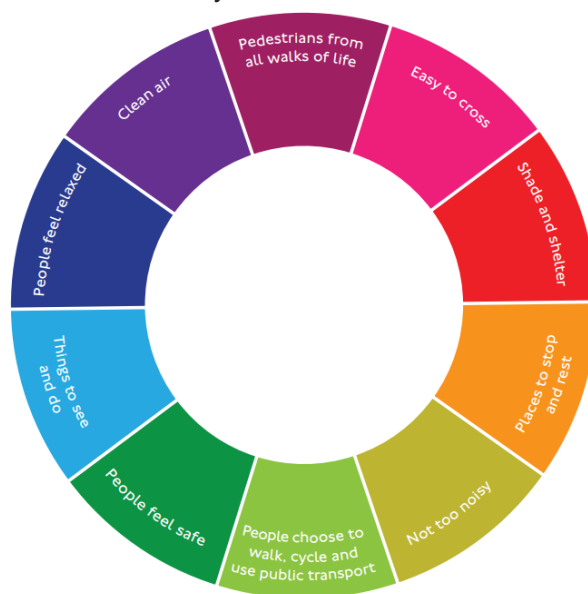 Pedestrians from
all walks of life
Easy to cross
Shade and shelter
Places to stop
and rest
Not too noisy
People choose to
walk, cycle and
use public transport
People feel safe
Things to see
and do
People feel relaxed
Clean air